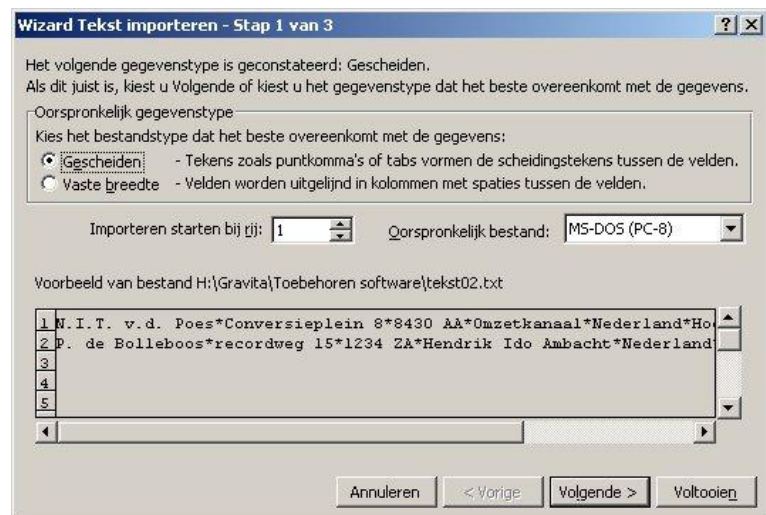 Wizard Tekst importeren - Stap 1 van 3
Het volgende gegevenstype is geconstateerd: Gescheiden.
Als dit juist is, kiest u Volgende of kiest u het gegevenstype dat het beste overeenkomt met de gegevens.
Oorspronkelijk gegevenstype
Kies het bestandstype dat het beste overeenkomt met de gegevens:
Gescheiden - Tekens zoals puntkomma's of tabs vormen de scheidingstekens tussen de velden.
Vaste breedte - Velden worden uitgelijnd in kolommen met spaties tussen de velden.
Importeren starten bij rij: 1 Oorspronkelijk bestand: MS-DOS (PC-8)
Voorbeeld van bestand H:\Gravita\Toebehoren software\tekst02.txt
1 N.I.T. v.d. Poes*Conversieplein 8*8430 AA*Omzetkanaal*Nederland*Ho
2 P. de Bolleboos*recordweg 15*1234 ZA*Hendrik Ido Ambacht*Nederland
3
4
5
Annuleren < Vorige Volgende > Voltooien